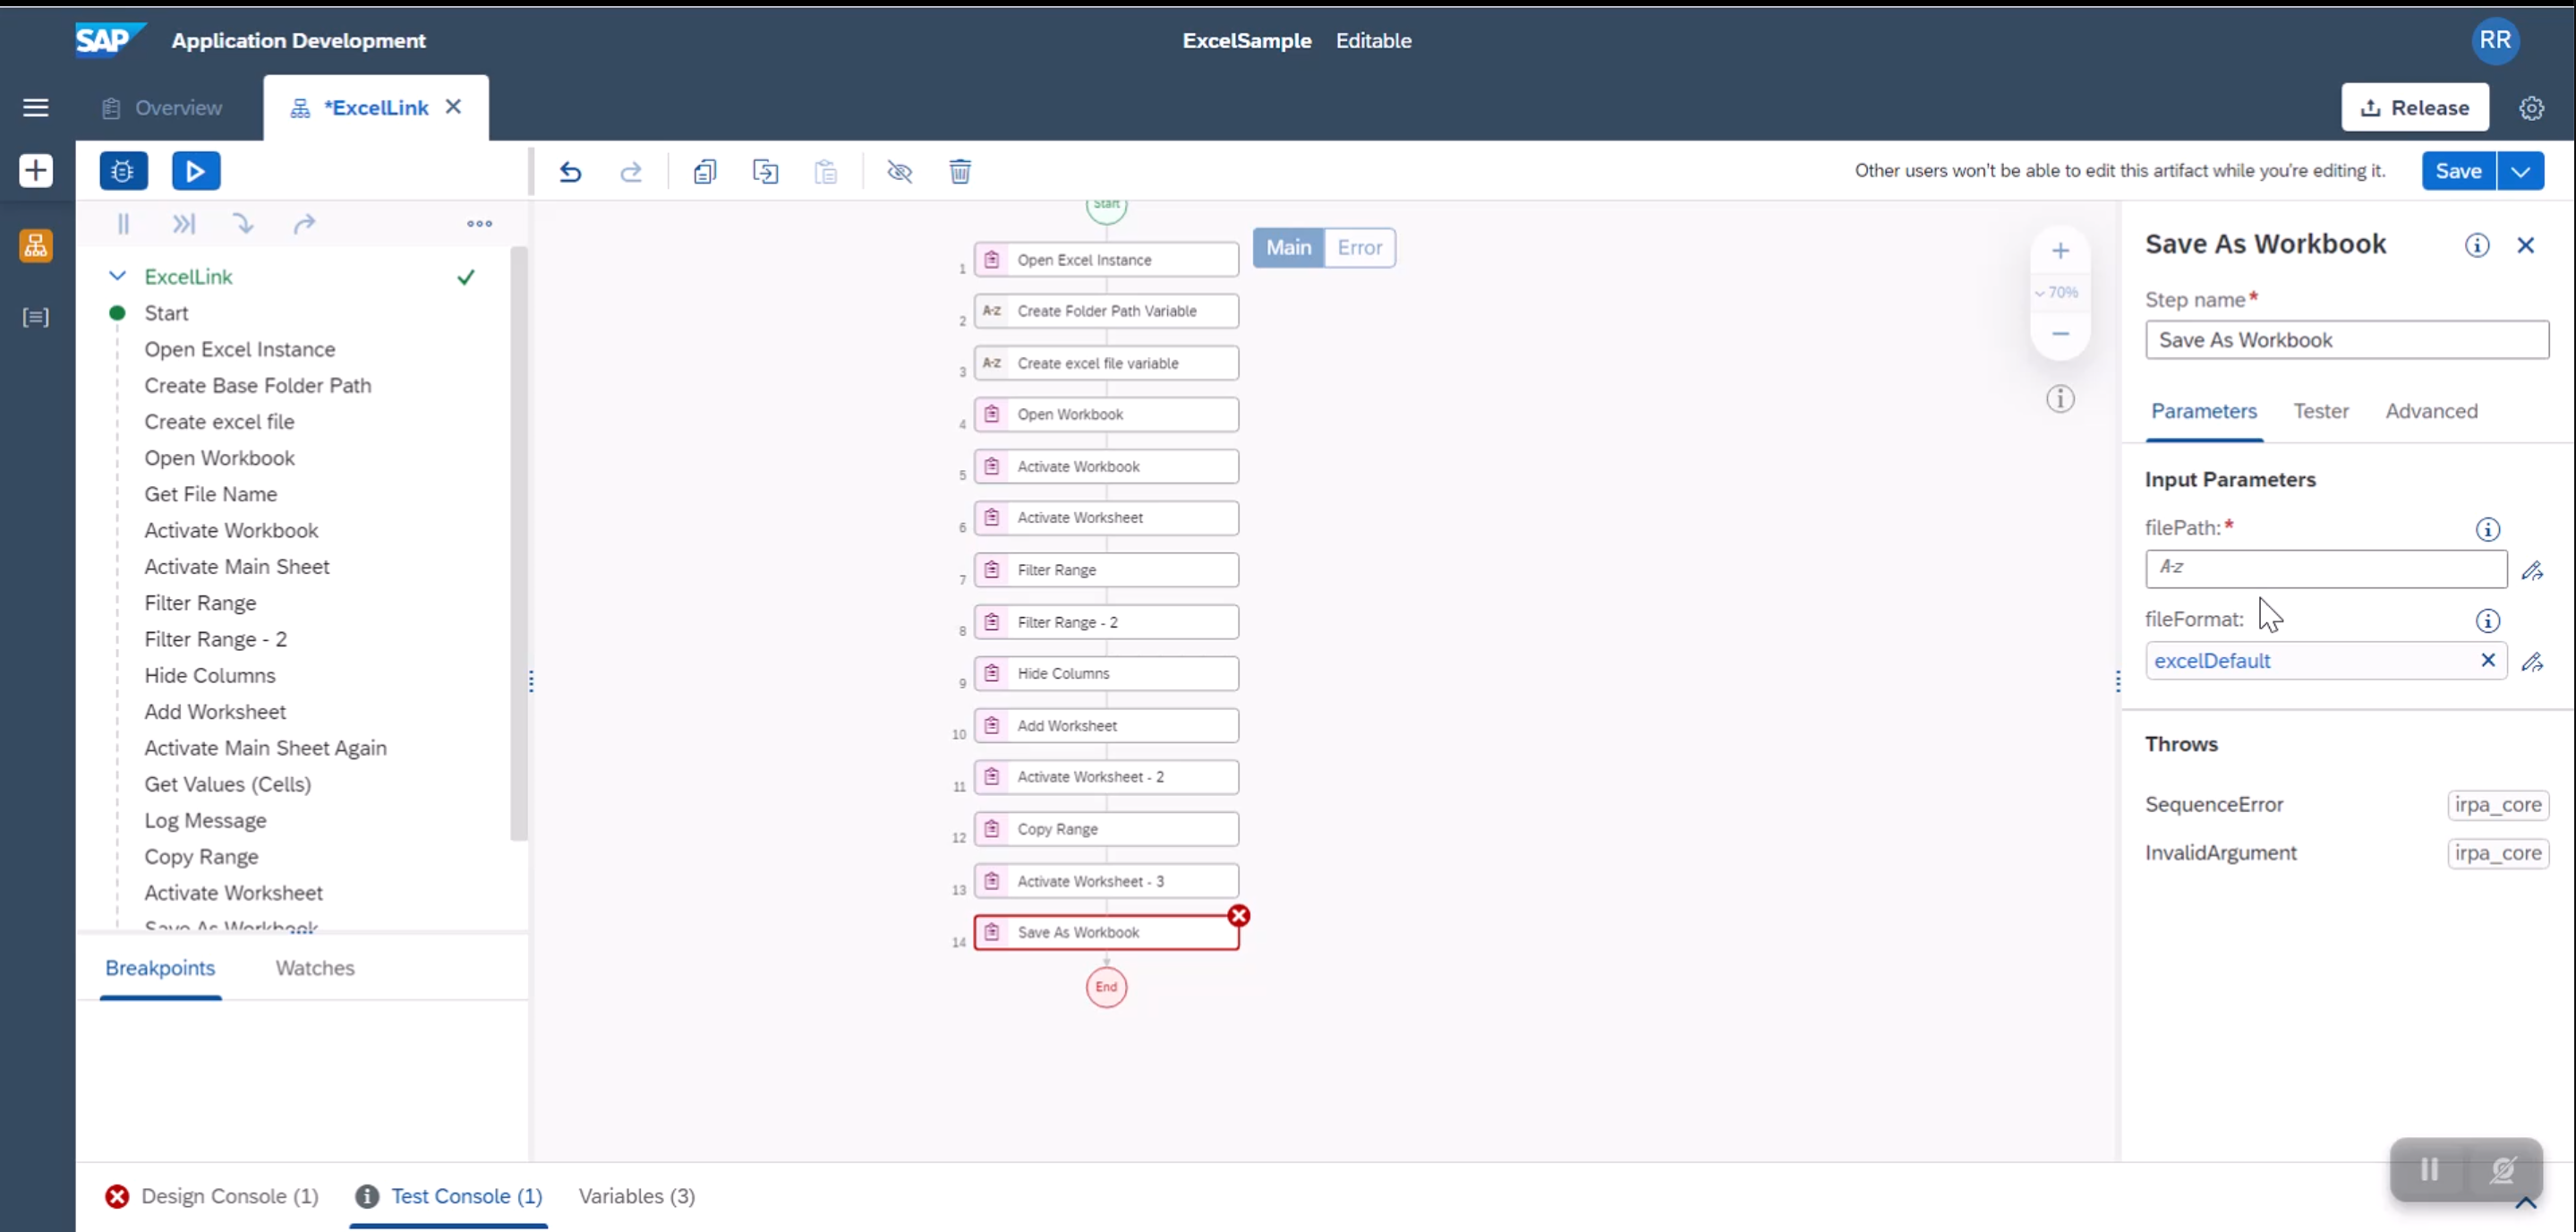 SAP Application Development
ExcelSample Editable
RR
Overview
*ExcelLink
Release
Other users won't be able to edit this artifact while you're editing it.
Save
ExcelLink
Start
Open Excel Instance
Create Base Folder Path
Create excel file
Open Workbook
Get File Name
Activate Workbook
Activate Main Sheet
Filter Range
Filter Range - 2
Hide Columns
Add Worksheet
Activate Main Sheet Again
Get Values (Cells)
Log Message
Copy Range
Activate Worksheet
Save As Workbook
Breakpoints Watches
Start
Main Error
1 Open Excel Instance
2 A-Z Create Folder Path Variable
3 A-Z Create excel file variable
4 Open Workbook
5 Activate Workbook
6 Activate Worksheet
7 Filter Range
8 Filter Range - 2
9 Hide Columns
10 Add Worksheet
11 Activate Worksheet - 2
12 Copy Range
13 Activate Worksheet - 3
14 Save As Workbook
End
70%
Save As Workbook
Step name*
Save As Workbook
Parameters Tester Advanced
Input Parameters
filePath:*
A-z
fileFormat:
excelDefault
Throws
SequenceError irpa_core
InvalidArgument irpa_core
Design Console (1) Test Console (1) Variables (3)